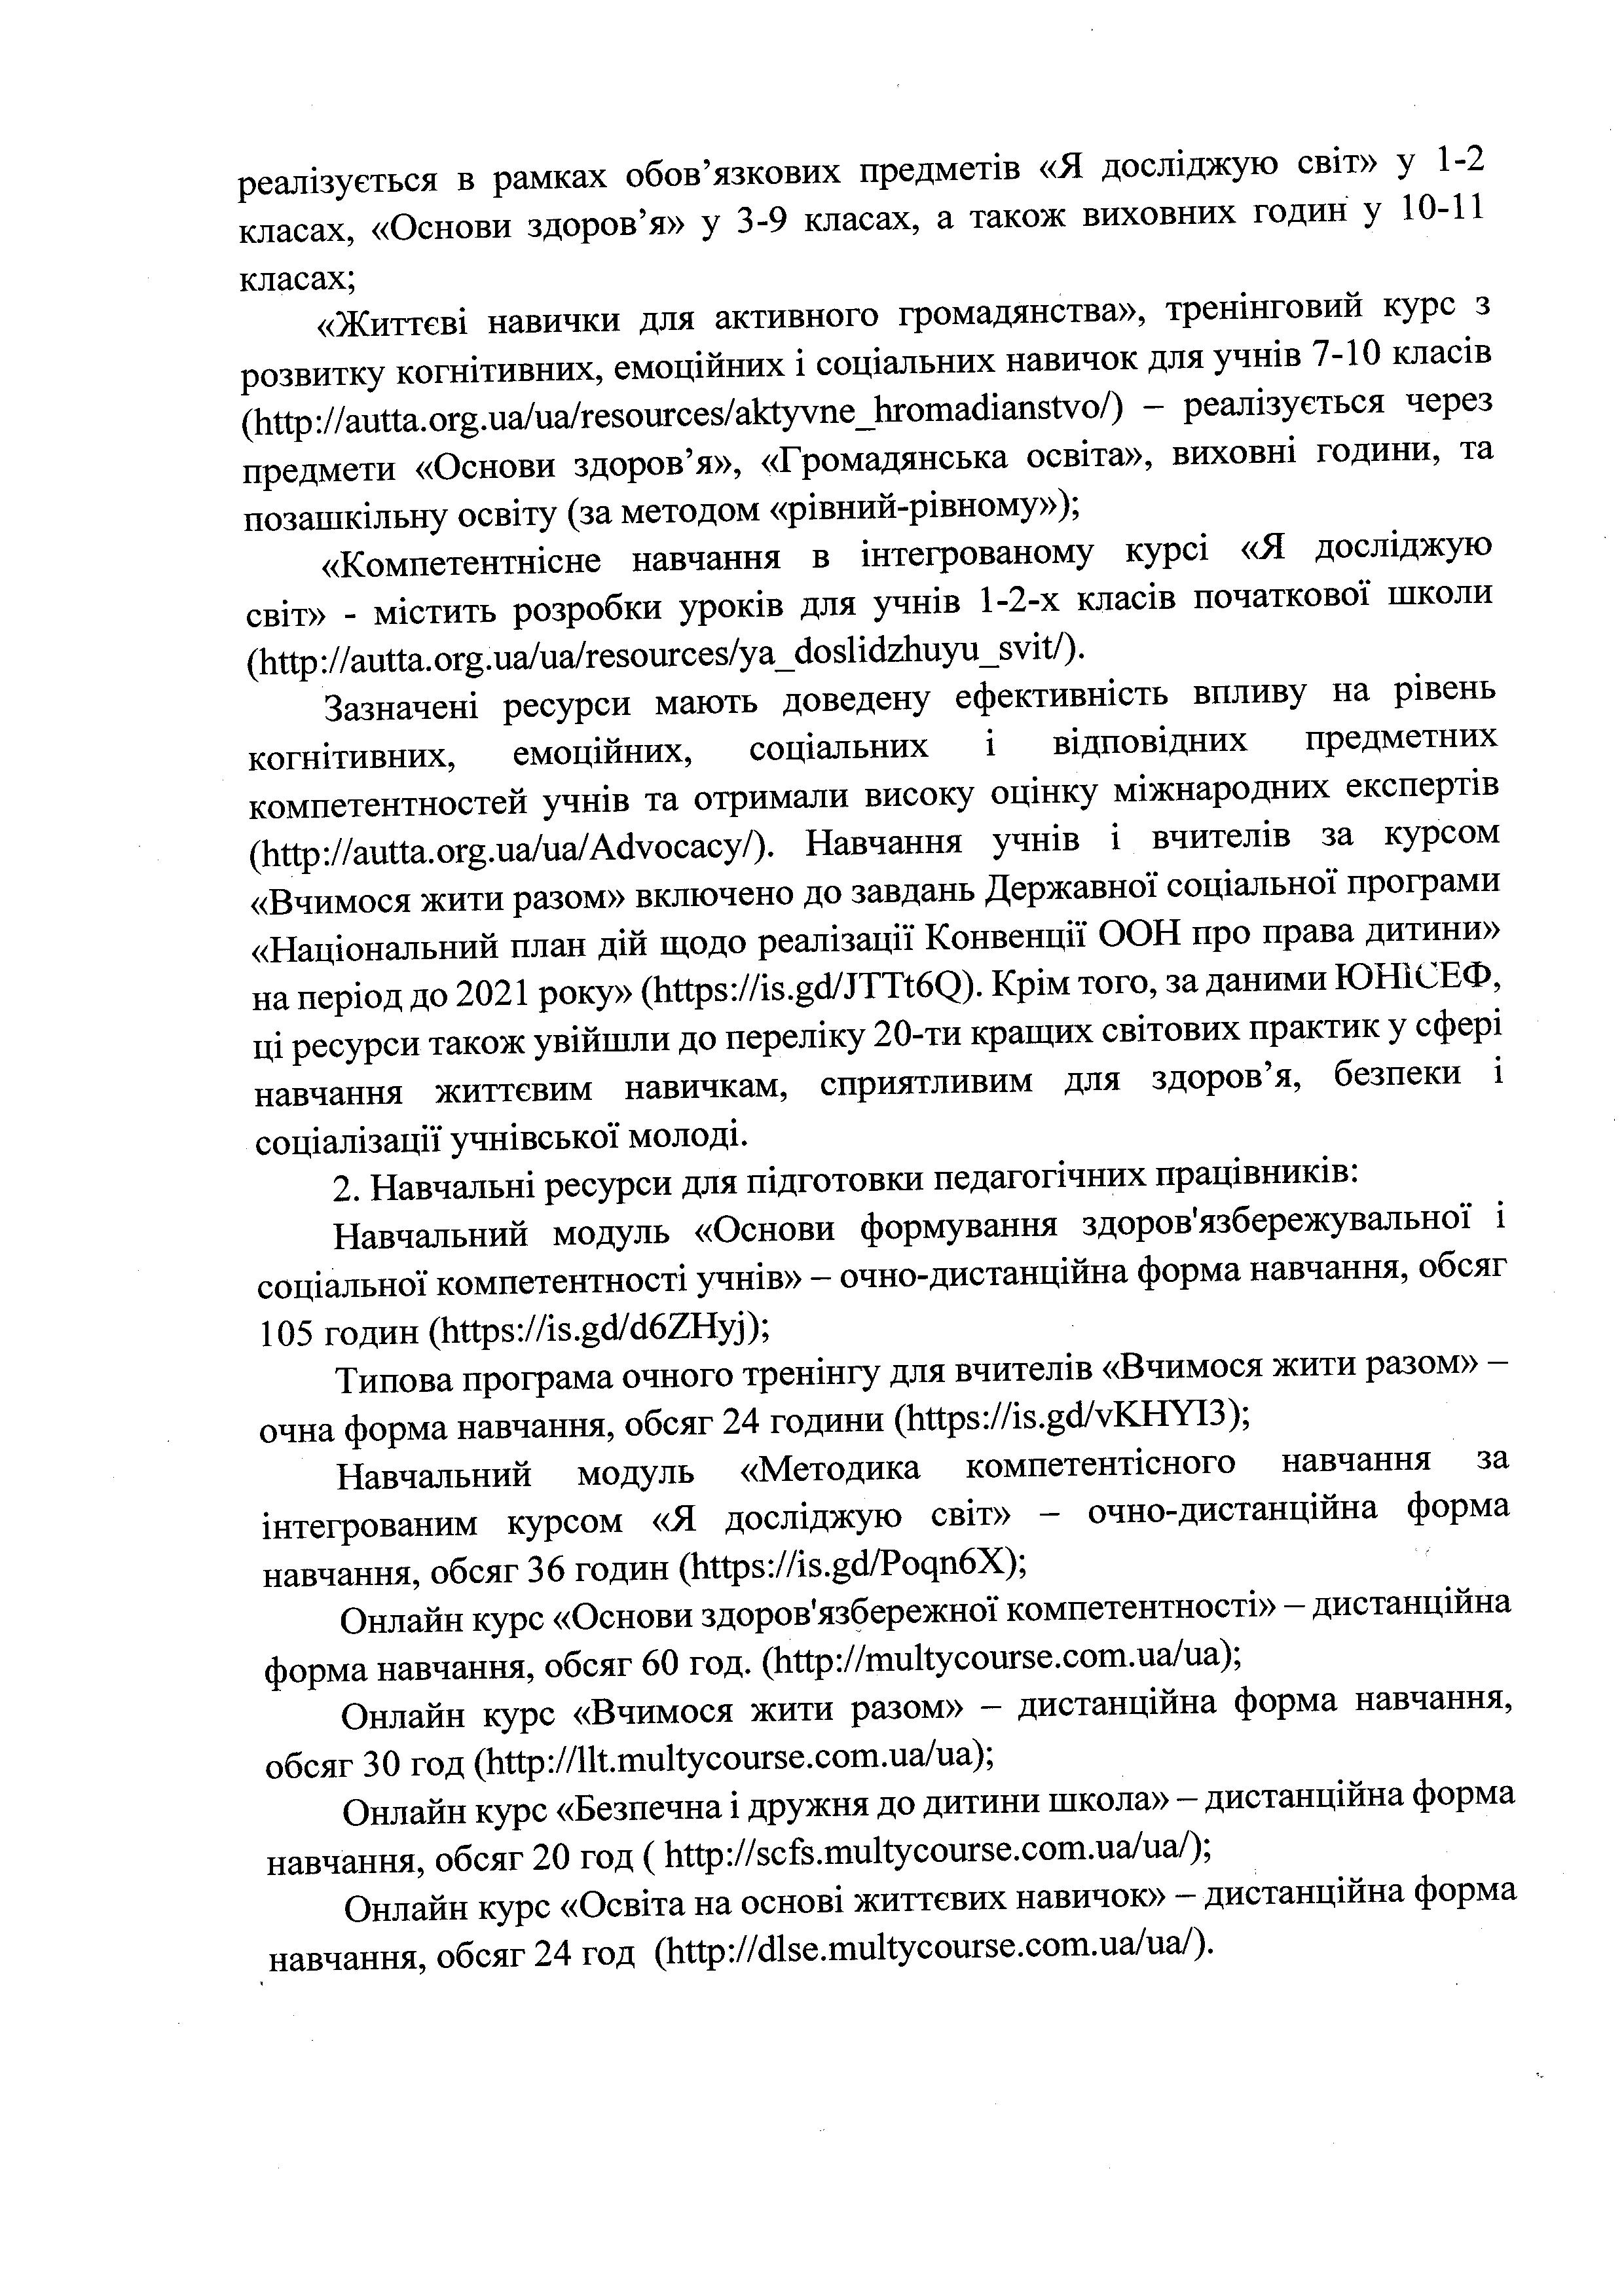 реалізується в рамках обов’язкових предметів «Я досліджую світ» у 1-2
класах, «Основи здоров’я» у 3-9 класах, а також виховних годин у 10-11
класах;
«Життєві навички для активного громадянства», тренінговий курс з
розвитку когнітивних, емоційних і соціальних навичок для учнів 7-10 класів
(http://autta.org.ua/ua/resources/aktyvne_hromadianstvo/) – реалізується через
предмети «Основи здоров’я», «Громадянська освіта», виховні години, та
позашкільну освіту (за методом «рівний-рівному»);
«Компетентнісне навчання в інтегрованому курсі «Я досліджую
світ» - містить розробки уроків для учнів 1-2-х класів початкової школи
(http://autta.org.ua/ua/resources/ya_doslidzhuyu_svit/).
Зазначені ресурси мають доведену ефективність впливу на рівень
когнітивних, емоційних, соціальних і відповідних предметних
компетентностей учнів та отримали високу оцінку міжнародних експертів
(http://autta.org.ua/ua/Advocacy/). Навчання учнів і вчителів за курсом
«Вчимося жити разом» включено до завдань Державної соціальної програми
«Національний план дій щодо реалізації Конвенції ООН про права дитини»
на період до 2021 року» (https://is.gd/JTTt6Q). Крім того, за даними ЮНІСЕФ,
ці ресурси також увійшли до переліку 20-ти кращих світових практик у сфері
навчання життєвим навичкам, сприятливим для здоров’я, безпеки і
соціалізації учнівської молоді.
2. Навчальні ресурси для підготовки педагогічних працівників:
Навчальний модуль «Основи формування здоров'язбережувальної і
соціальної компетентності учнів» – очно-дистанційна форма навчання, обсяг
105 годин (https://is.gd/d6ZHyj);
Типова програма очного тренінгу для вчителів «Вчимося жити разом» –
очна форма навчання, обсяг 24 години (https://is.gd/vKHYI3);
Навчальний модуль «Методика компетентісного навчання за
інтегрованим курсом «Я досліджую світ» – очно-дистанційна форма
навчання, обсяг 36 годин (https://is.gd/Poqn6X);
Онлайн курс «Основи здоров'язбережної компетентності» – дистанційна
форма навчання, обсяг 60 год. (http://multycourse.com.ua/ua);
Онлайн курс «Вчимося жити разом» – дистанційна форма навчання,
обсяг 30 год (http://llt.multycourse.com.ua/ua);
Онлайн курс «Безпечна і дружня до дитини школа» – дистанційна форма
навчання, обсяг 20 год ( http://scfs.multycourse.com.ua/ua/);
Онлайн курс «Освіта на основі життєвих навичок» – дистанційна форма
навчання, обсяг 24 год (http://dlse.multycourse.com.ua/ua/).